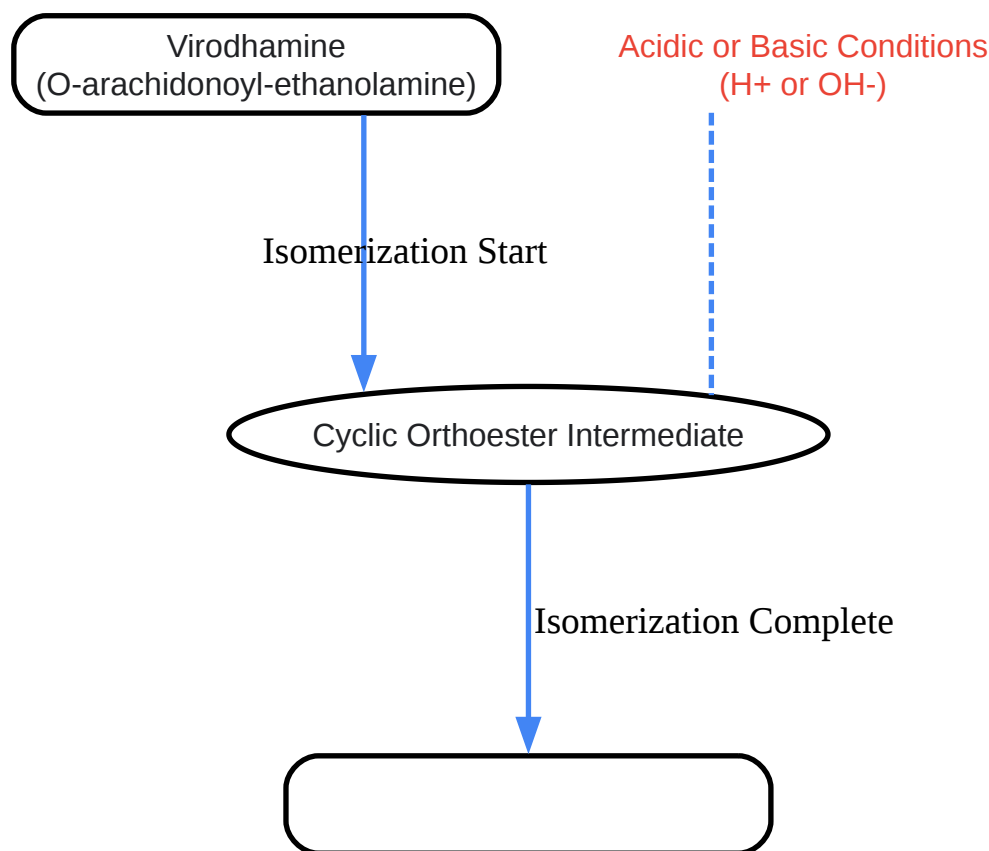 Virodhamine
(O-arachidonoyl-ethanolamine)
Acidic or Basic Conditions
(H+ or OH-)
Isomerization Start
Cyclic Orthoester Intermediate
Isomerization Complete